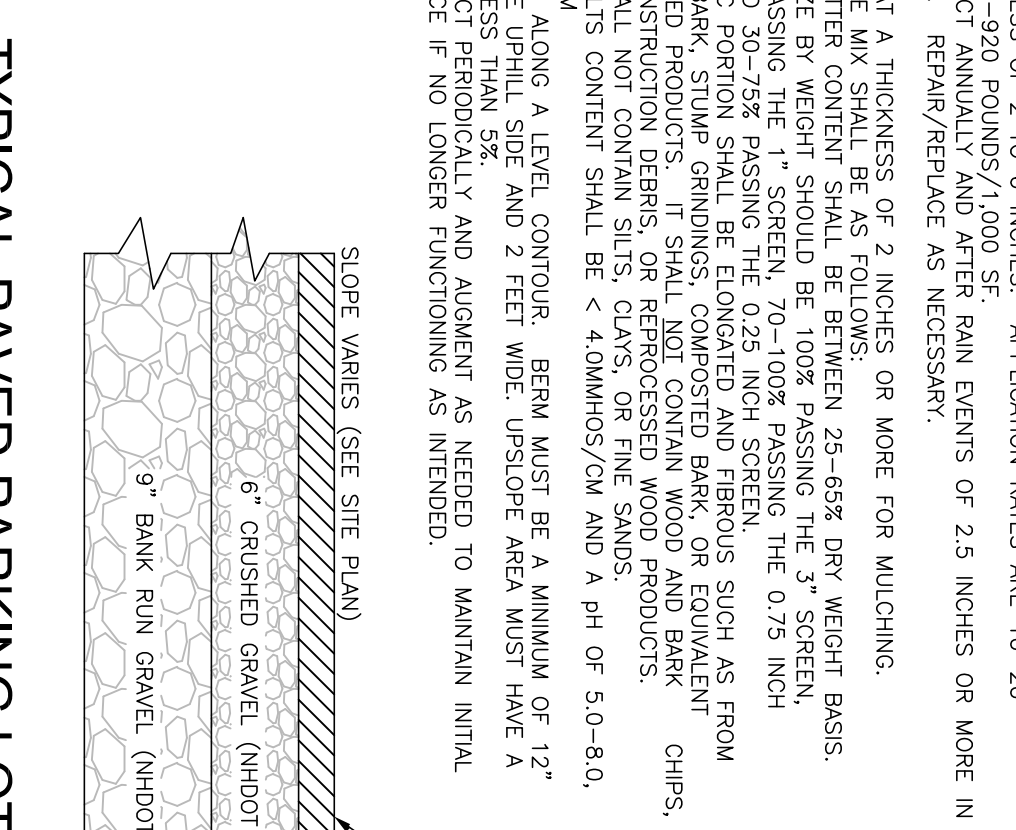 -920 POUNDS/1,000 SF.
CT ANNUALLY AND AFTER RAIN EVENTS OF 2.5 INCHES OR MORE IN
REPAIR/REPLACE AS NECESSARY.
AT A THICKNESS OF 2 INCHES OR MORE FOR MULCHING.
E MIX SHALL BE AS FOLLOWS:
TTER CONTENT SHALL BE BETWEEN 25-65% DRY WEIGHT BASIS.
ZE BY WEIGHT SHOULD BE 100% PASSING THE 3" SCREEN,
ASSING THE 1" SCREEN, 70-100% PASSING THE 0.75 INCH
D 30-75% PASSING THE 0.25 INCH SCREEN.
C PORTION SHALL BE ELONGATED AND FIBROUS SUCH AS FROM
BARK, STUMP GRINDINGS, COMPOSTED BARK, OR EQUIVALENT
ED PRODUCTS. IT SHALL NOT CONTAIN WOOD AND BARK CHIPS,
NSTRUCTION DEBRIS, OR REPROCESSED WOOD PRODUCTS.
ALL NOT CONTAIN SILTS, CLAYS, OR FINE SANDS.
LTS CONTENT SHALL BE < 4.0MMHOS/CM AND A pH OF 5.0-8.0,
M
ALONG A LEVEL CONTOUR. BERM MUST BE A MINIMUM OF 12"
E UPHILL SIDE AND 2 FEET WIDE. UPSLOPE AREA MUST HAVE A
ESS THAN 5%.
CT PERIODICALLY AND AUGMENT AS NEEDED TO MAINTAIN INITIAL
CE IF NO LONGER FUNCTIONING AS INTENDED.
SLOPE VARIES (SEE SITE PLAN)
6" CRUSHED GRAVEL (NHDOT
9" BANK RUN GRAVEL (NHDOT
TYPICAL PAVED PARKING LOT